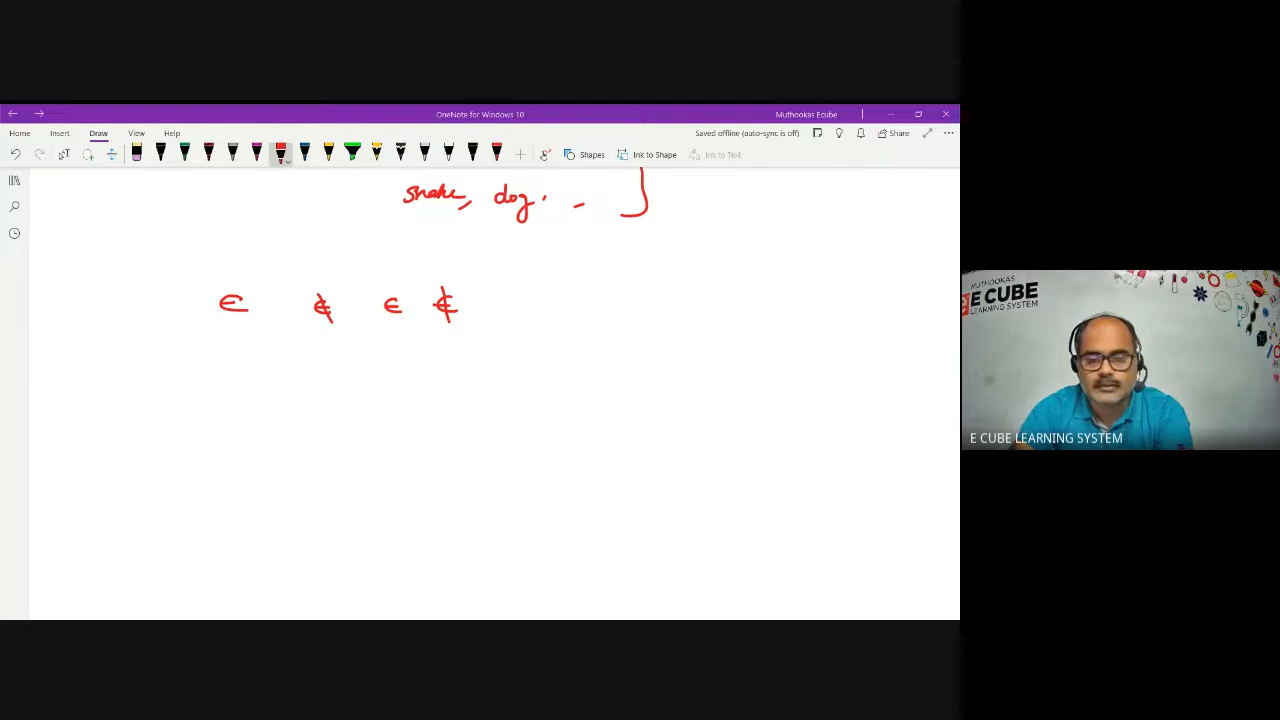 OneNote for Windows 10
Muthookas Ecube
Home Insert Draw View Help
Saved offline (auto-sync is off) Share
Shapes Ink to Shape Ink to Text
snake, dog. - }
∈ ∉ ∈ ∉
MUTHOOKAS
E CUBE
LEARNING SYSTEM
E CUBE LEARNING SYSTEM